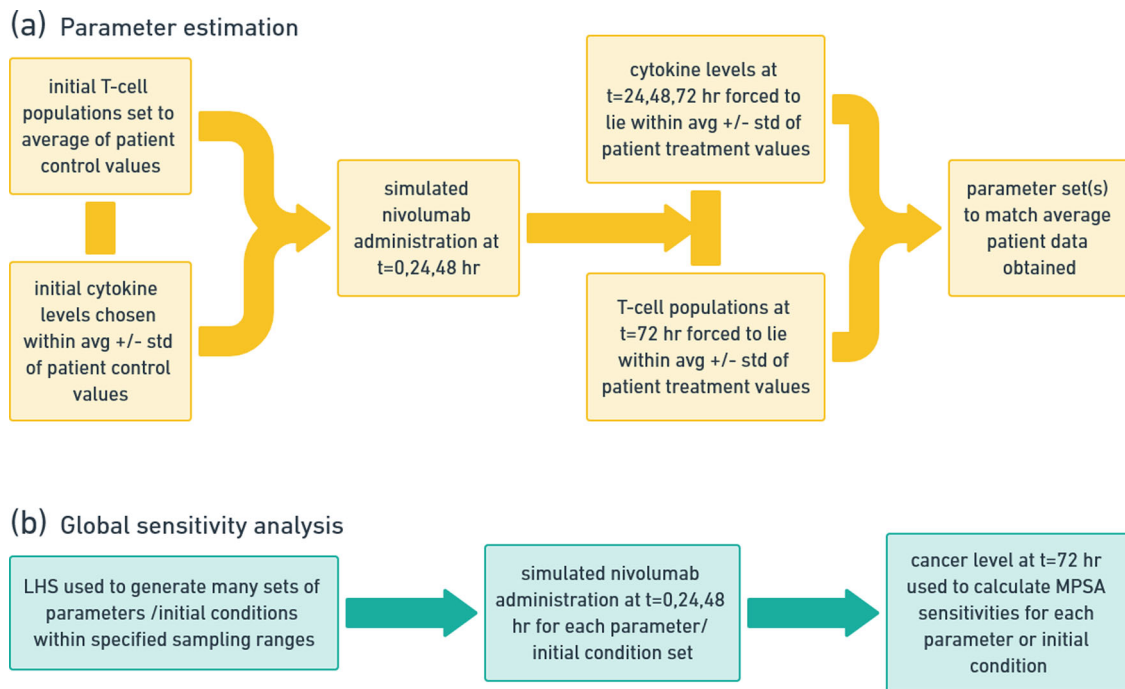 (a) Parameter estimation
initial T-cell
populations set to
average of patient
control values
initial cytokine
levels chosen
within avg +/- std
of patient control
values
simulated
nivolumab
administration at
t=0,24,48 hr
cytokine levels at
t=24,48,72 hr forced to
lie within avg +/- std of
patient treatment values
T-cell populations at
t=72 hr forced to lie
within avg +/- std of
patient treatment values
parameter set(s)
to match average
patient data
obtained
(b) Global sensitivity analysis
LHS used to generate many sets of
parameters /initial conditions
within specified sampling ranges
simulated nivolumab
administration at t=0,24,48
hr for each parameter/
initial condition set
cancer level at t=72 hr
used to calculate MPSA
sensitivities for each
parameter or initial
condition